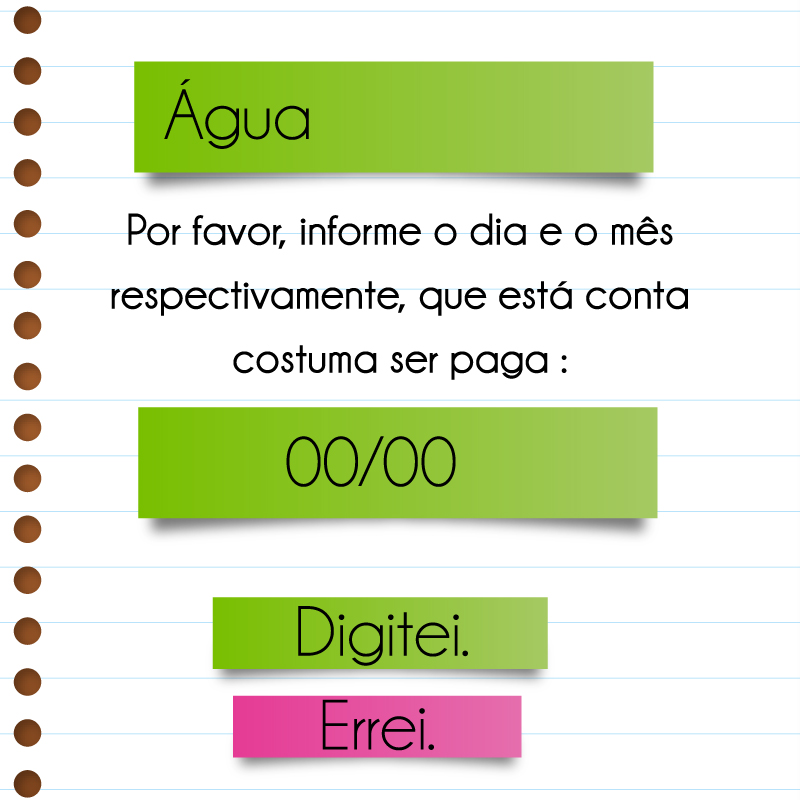 Água
Por favor, informe o dia e o mês
respectivamente, que está conta
costuma ser paga :
00/00
Digitei.
Errei.